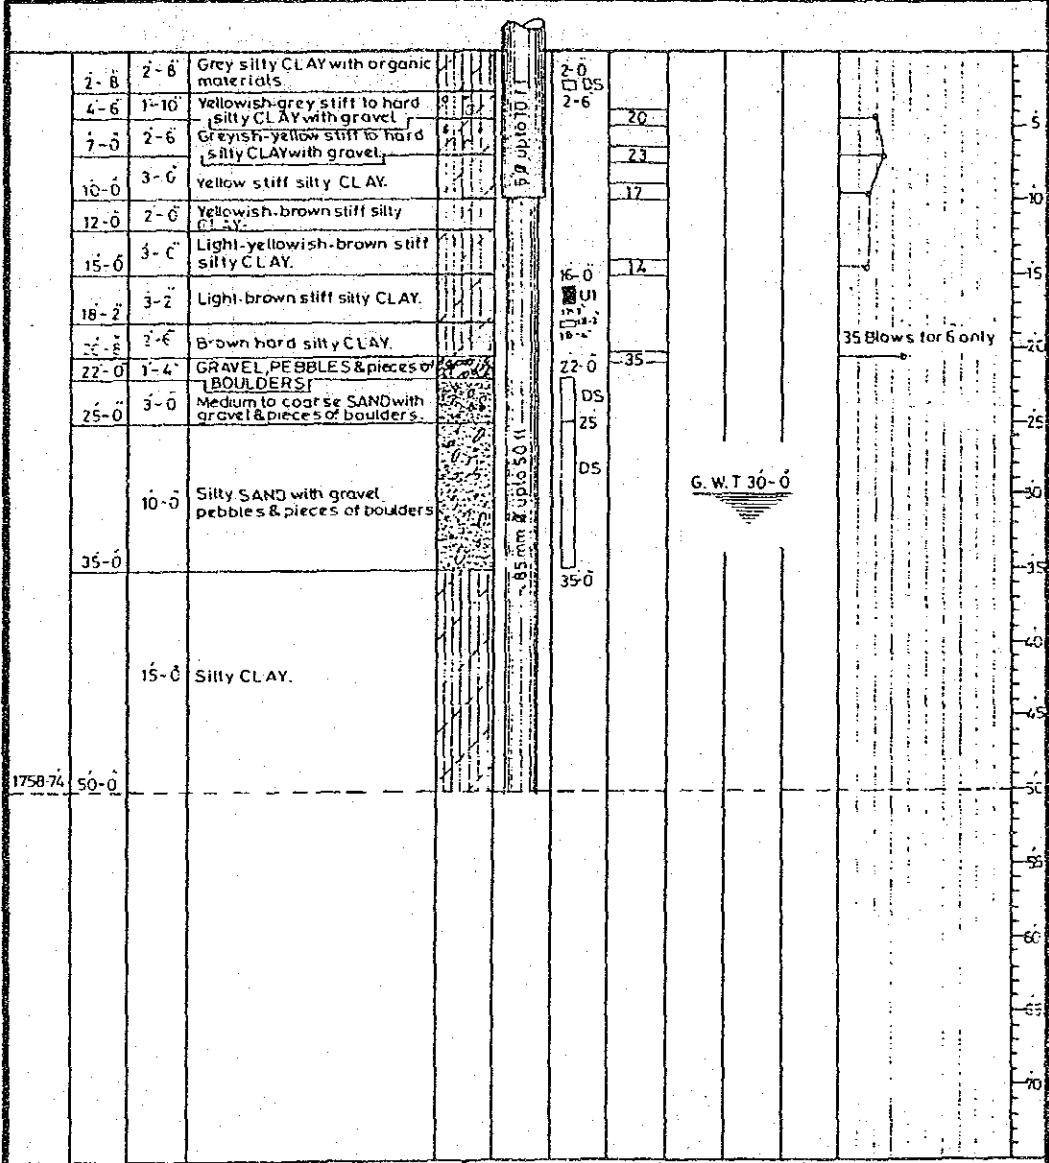 2'-8" 2'-8" Grey silty CLAY with organic
materials.
2'-0"
DS
2'-6"
4'-6" 1'-10" Yellowish-grey stiff to hard
silty CLAY with gravel
20
5
7'-0" 2'-6" Greyish-yellow stiff to hard
silty CLAY with gravel
23
5"Ø upto 10 ft
10'-0" 3'-0" Yellow stiff silty CLAY.
17
10
12'-0" 2'-0" Yellowish-brown stiff silty
CLAY.
15'-0" 3'-0" Light-yellowish-brown stiff
silty CLAY.
14
15
16'-0"
U1
18'-2" 3'-2" Light-brown stiff silty CLAY.
20'-8" 2'-6" Brown hard silty CLAY.
35 Blows for 6" only
20
35
22'-0" 1'-4" GRAVEL, PEBBLES & pieces of
BOULDERS
22'-0"
DS
25'-0" 3'-0" Medium to coarse SAND with
gravel & pieces of boulders.
25
25
DS
85 mm Ø upto 50 ft
G. W. T 30'-0"
30
10'-0" Silty SAND with gravel
pebbles & pieces of boulders
35'-0"
35'-0"
35
40
15'-0" Silty CLAY.
45
1758·74 50'-0"
50
55
60
65
70